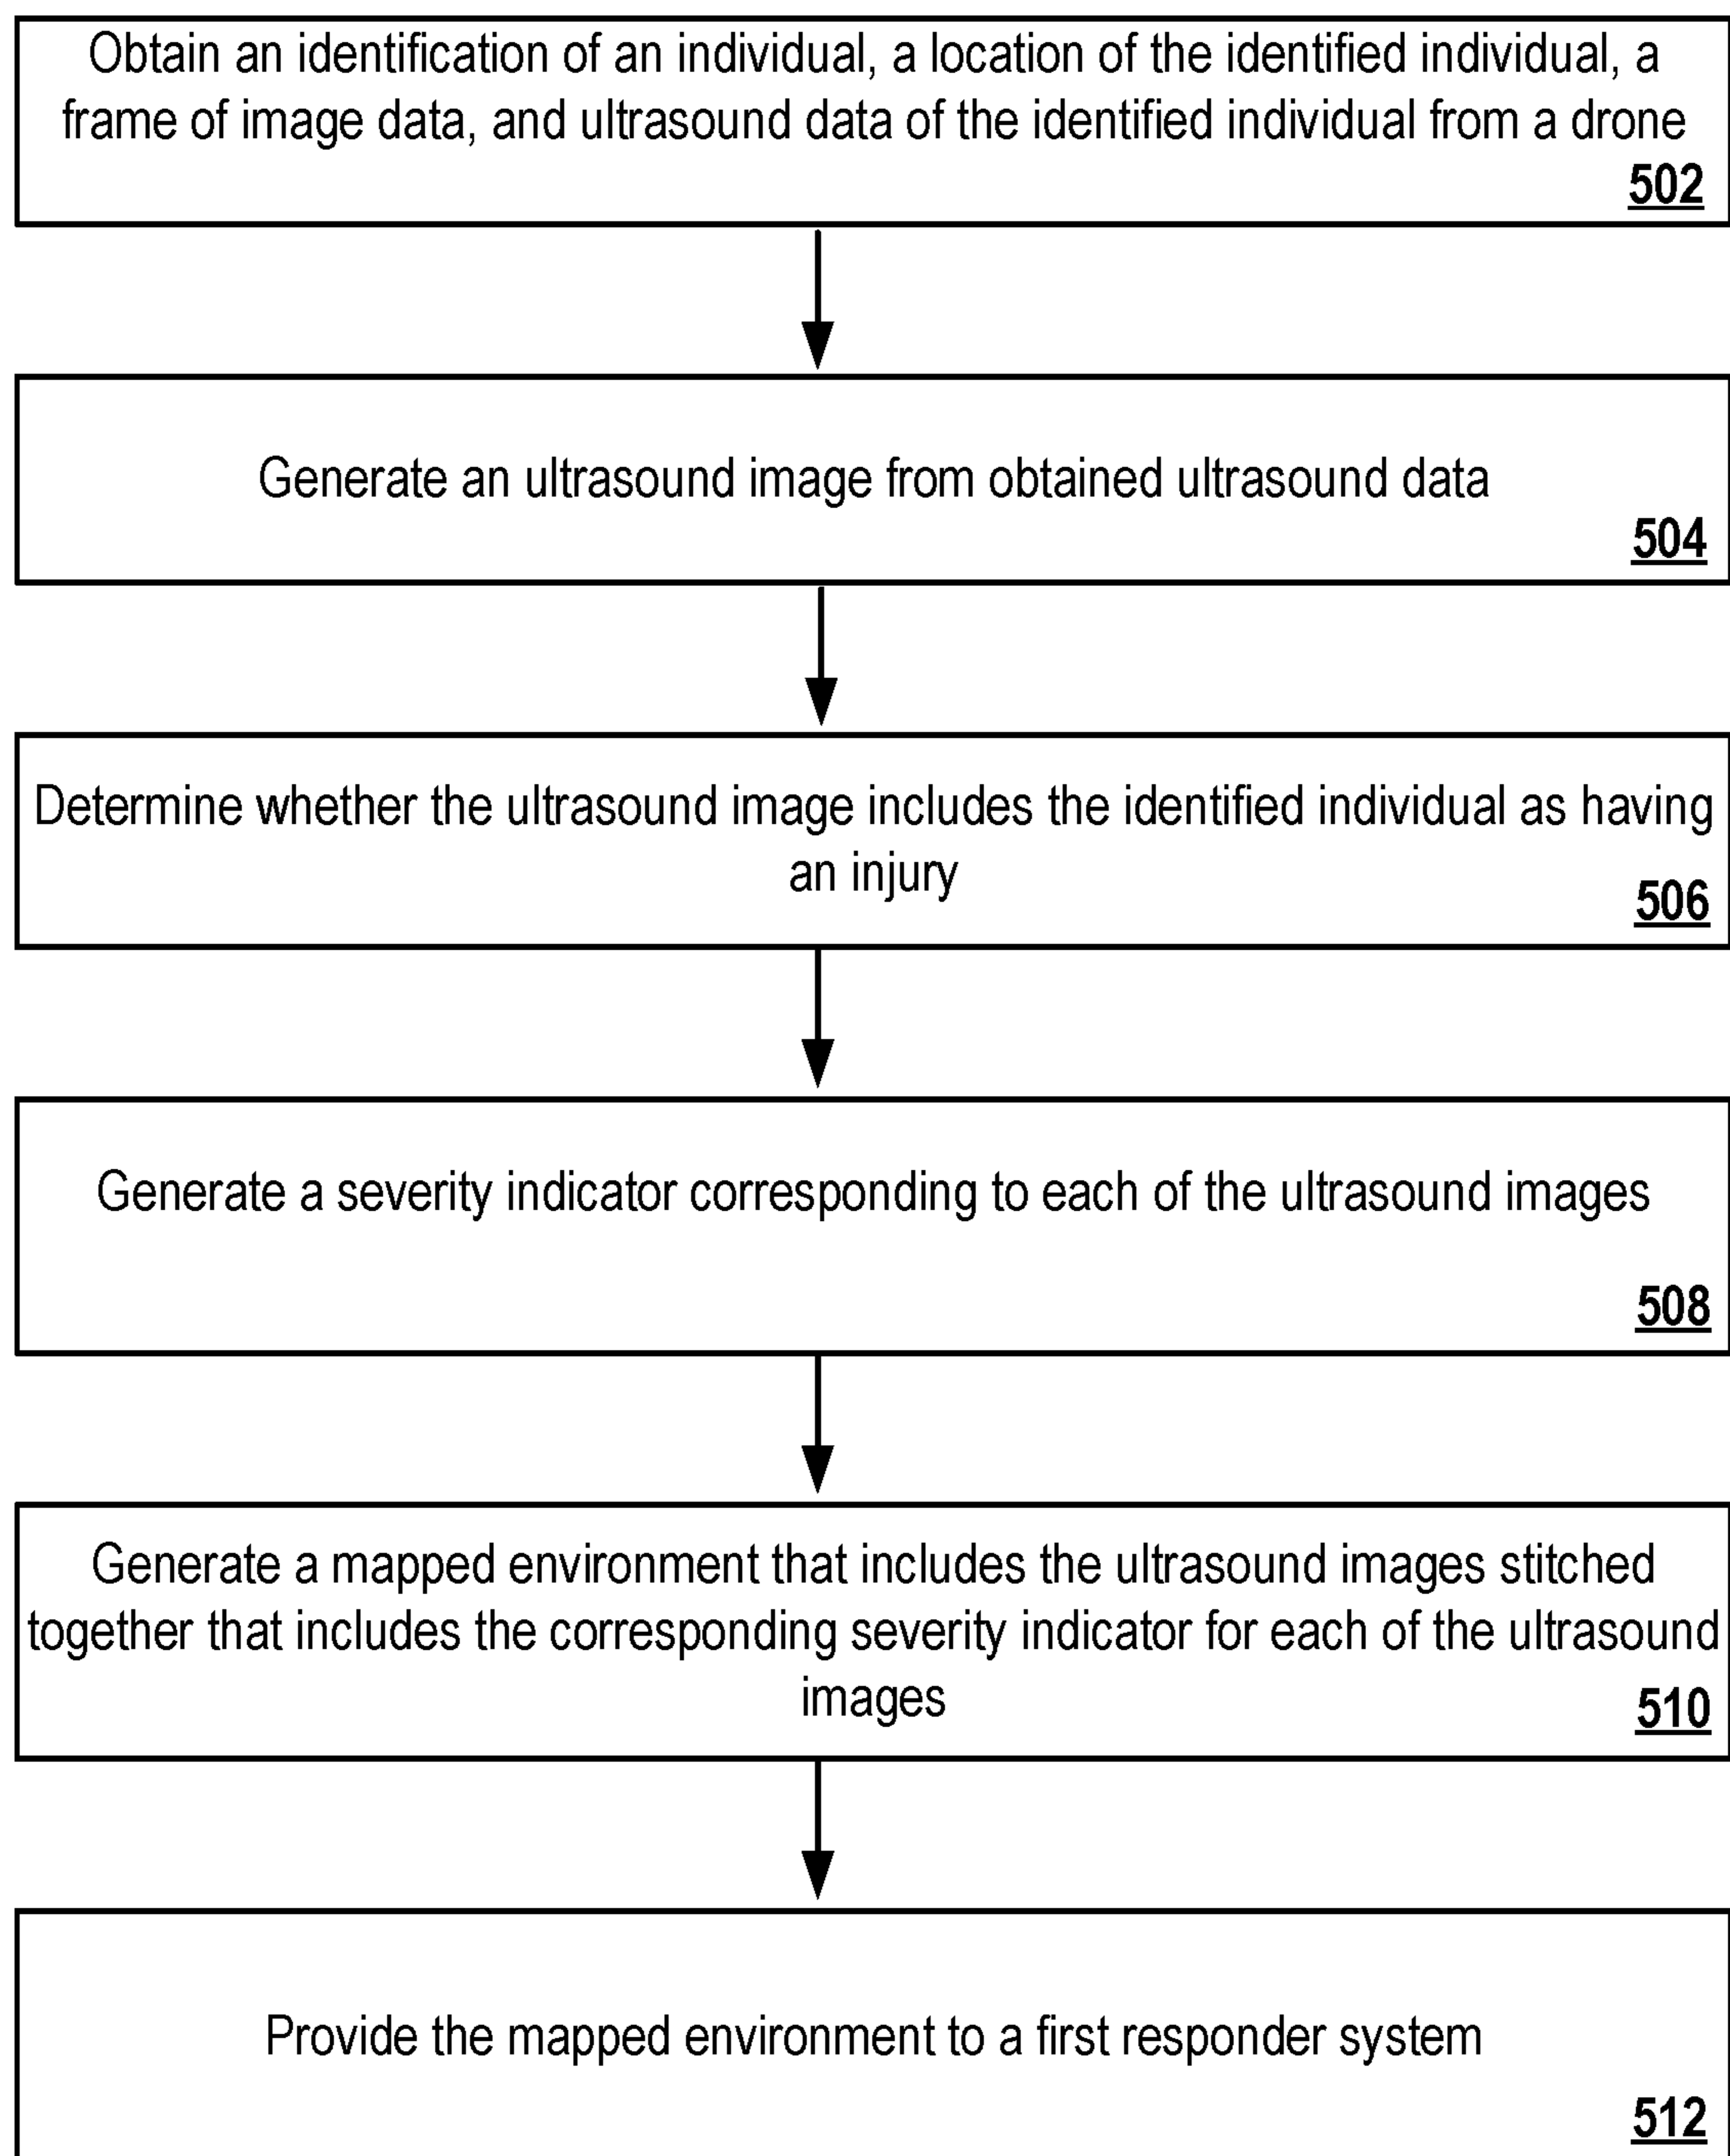 Obtain an identification of an individual, a location of the identified individual, a
frame of image data, and ultrasound data of the identified individual from a drone
502
Generate an ultrasound image from obtained ultrasound data
504
Determine whether the ultrasound image includes the identified individual as having
an injury
506
Generate a severity indicator corresponding to each of the ultrasound images
508
Generate a mapped environment that includes the ultrasound images stitched
together that includes the corresponding severity indicator for each of the ultrasound
images
510
Provide the mapped environment to a first responder system
512